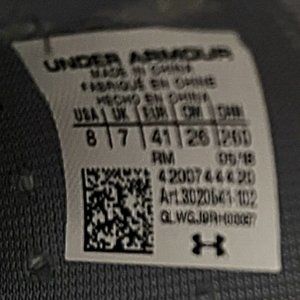 UNDER ARMOUR
MADE IN CHINA
FABRIQUÉ EN CHINE
HECHO EN CHINA
USA UK EUR CM CHN
8 7 41 26 260
RM 05/18
4200744420
Art.3020541-102